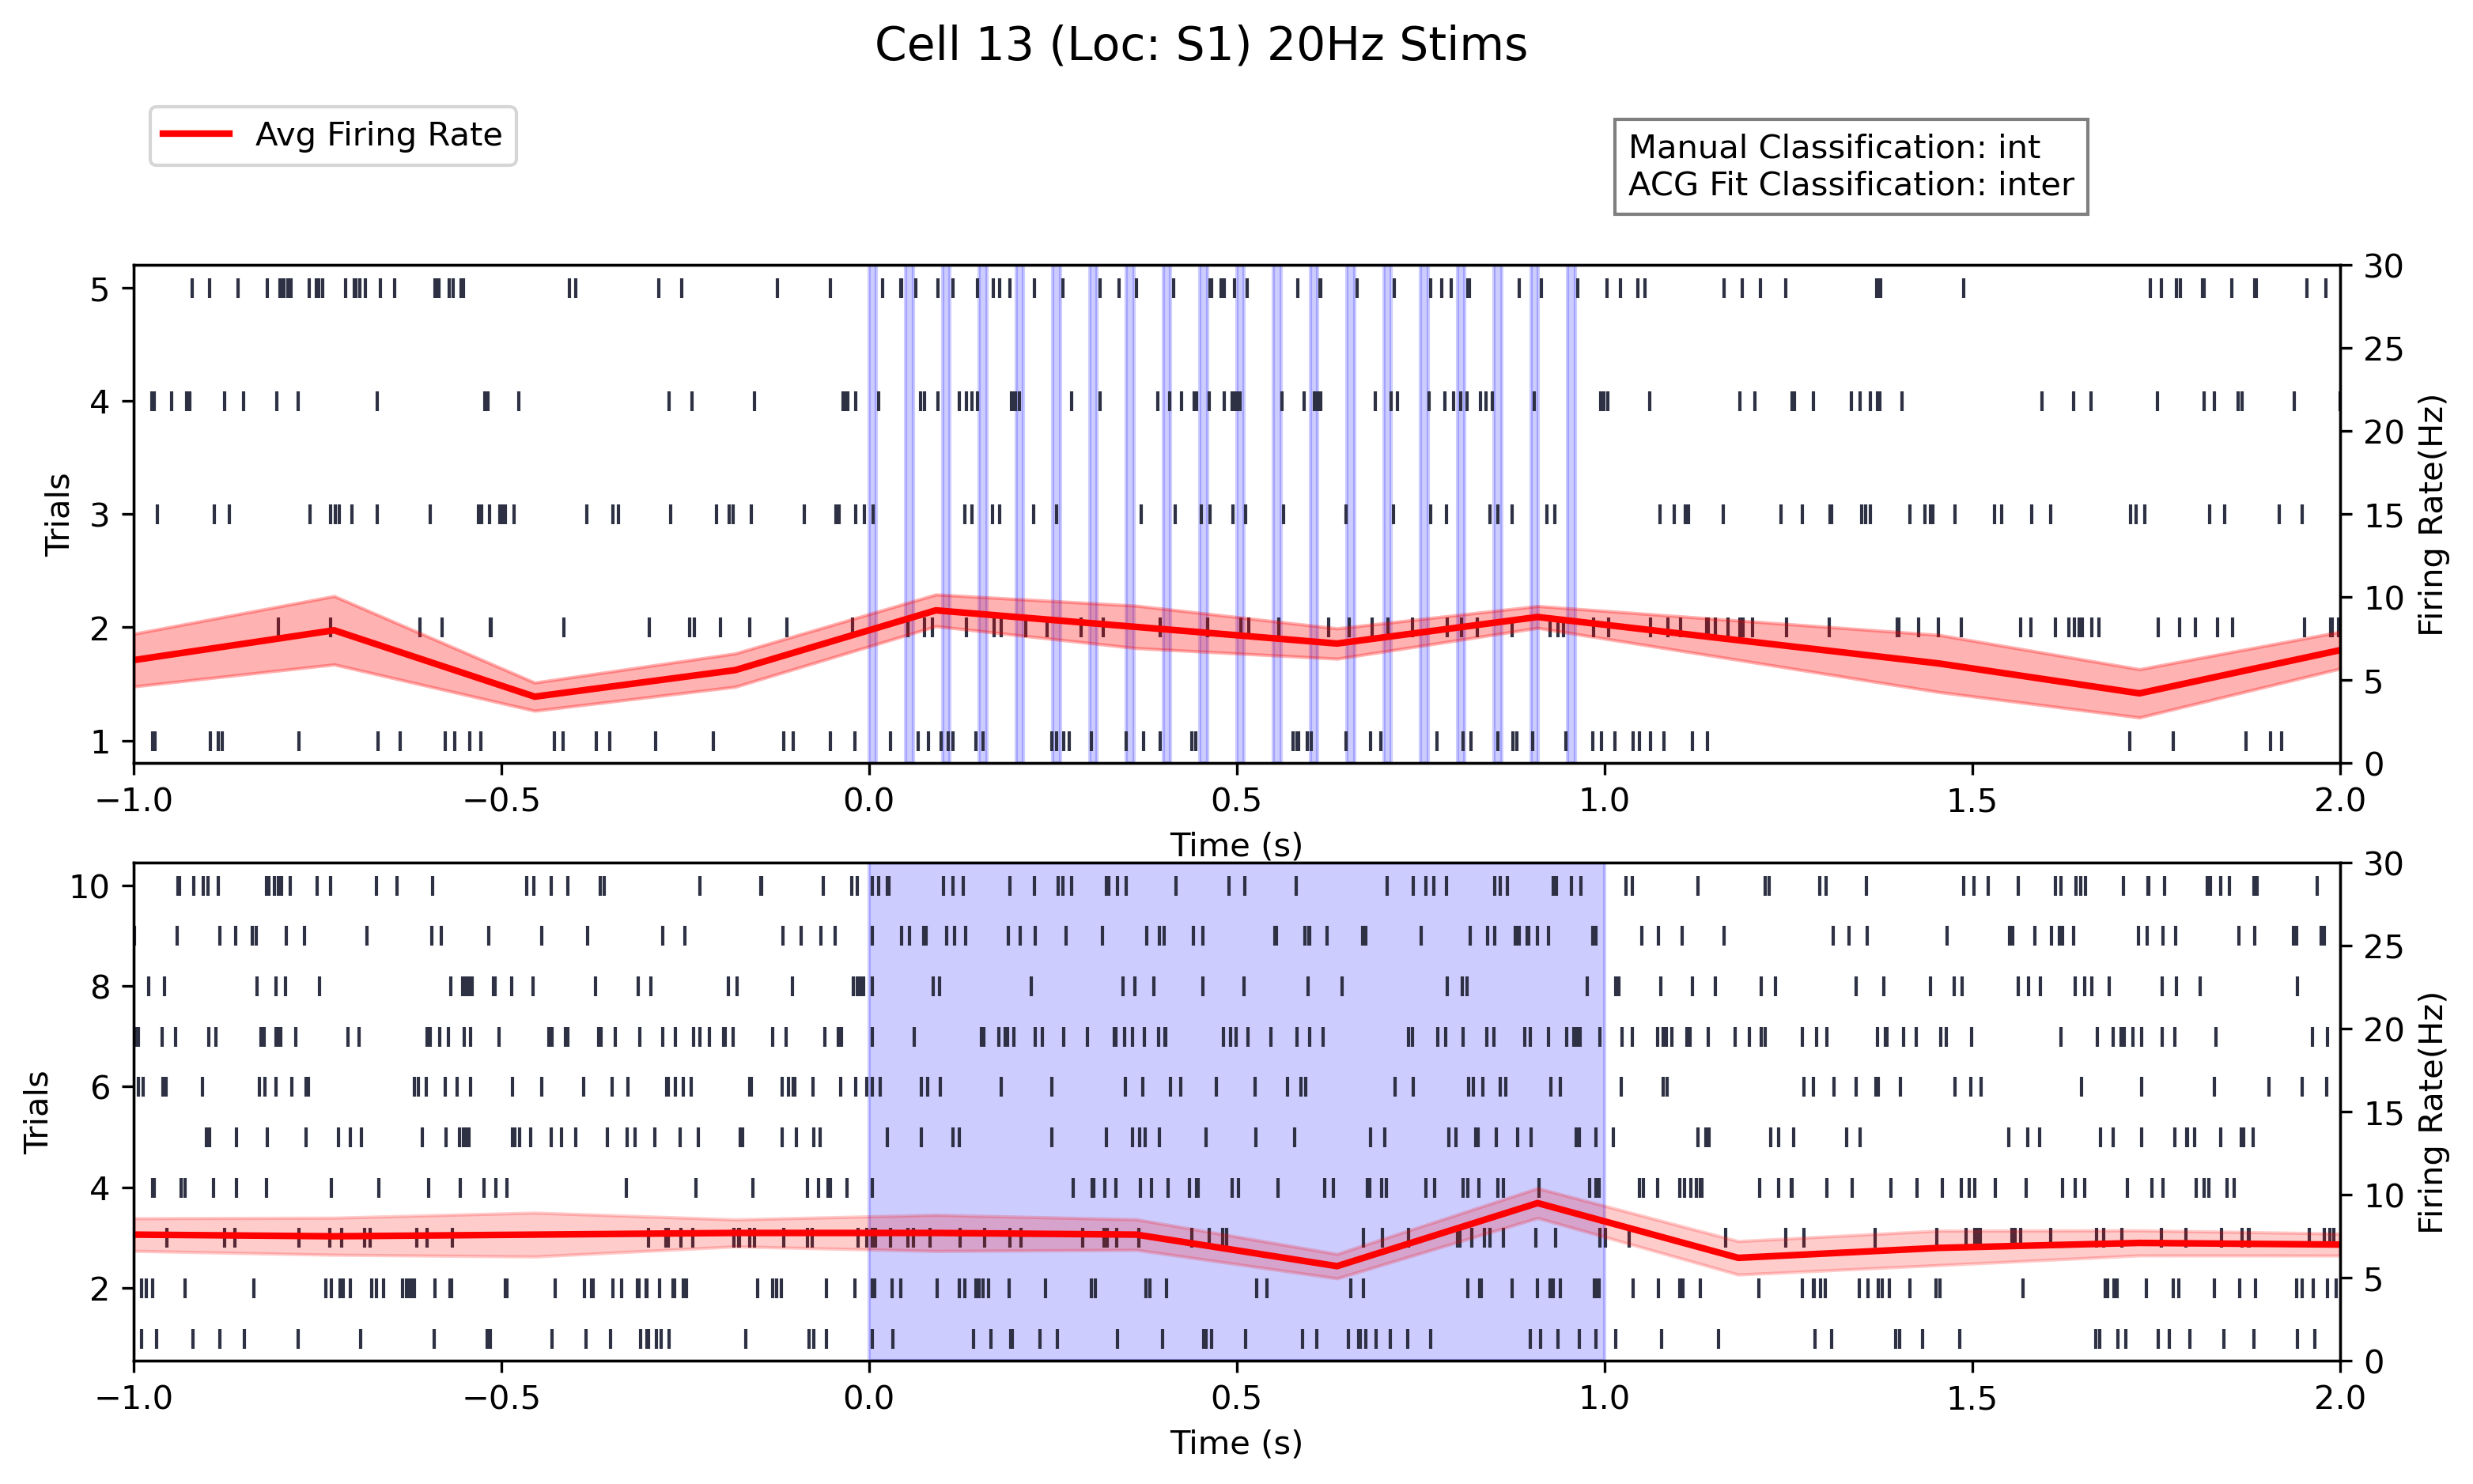 Cell 13 (Loc: S1) 20Hz Stims
Avg Firing Rate
Manual Classification: int
ACG Fit Classification: inter
Trials
5
4
3
2
1
30
25
20
15
10
5
0
Firing Rate(Hz)
−1.0 −0.5 0.0 0.5 1.0 1.5 2.0
Time (s)
Trials
10
8
6
4
2
30
25
20
15
10
5
0
Firing Rate(Hz)
−1.0 −0.5 0.0 0.5 1.0 1.5 2.0
Time (s)